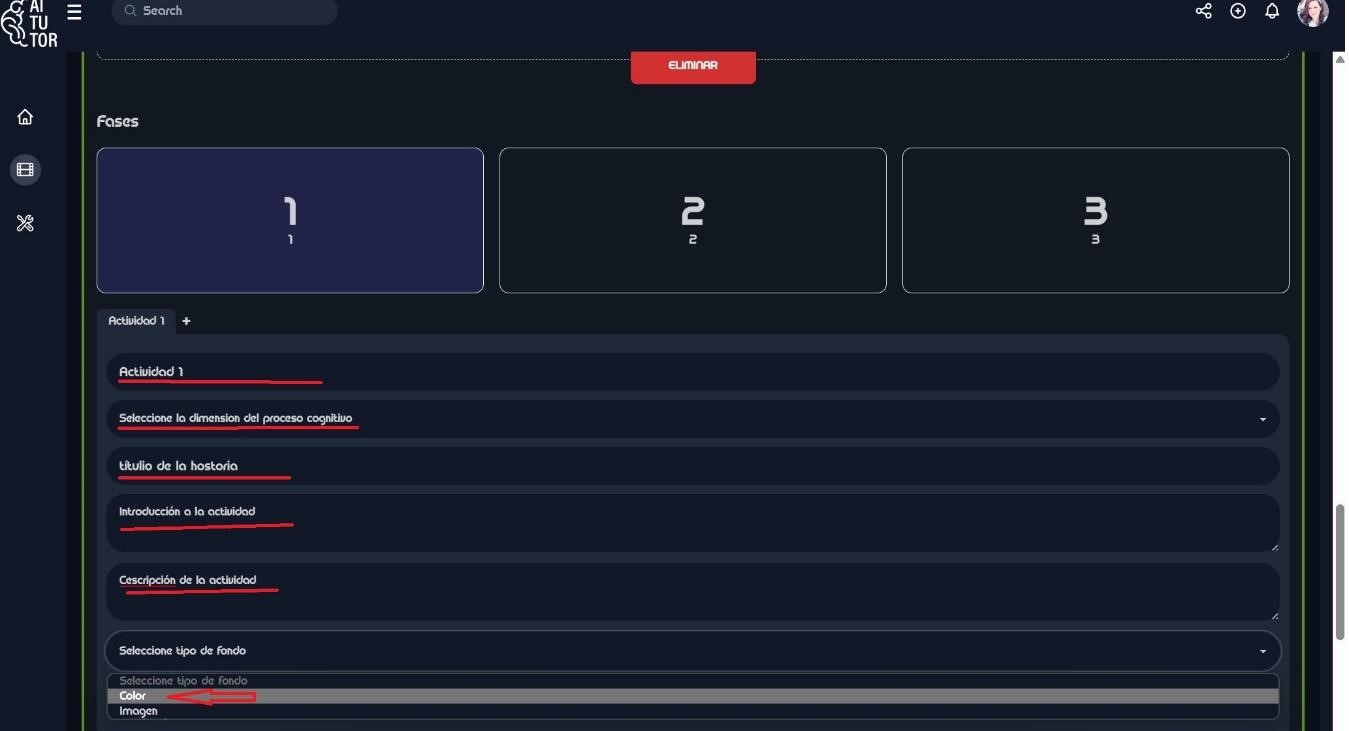 AI
TU
TOR
Search
ELIMINAR
Fases
1
1
2
2
3
3
Actividad 1 +
Actividad 1
Seleccione la dimension del proceso cognitivo
títulio de la hostoria
Introducción a la actividad
Cescripción de la actividad
Seleccione tipo de fondo
Seleccione tipo de fondo
Color
Imagen